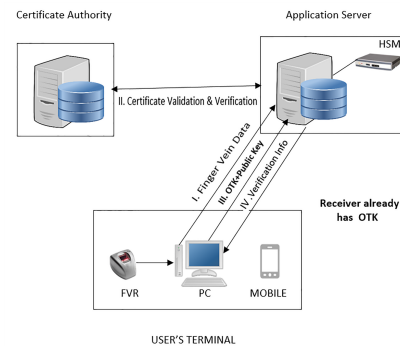 Certificate Authority
Application Server
HSM
II. Certificate Validation & Verification
I. Finger Vein Data
III. OTK+Public Key
IV. Verification Info
Receiver already
has OTK
FVR
PC
MOBILE
USER'S TERMINAL